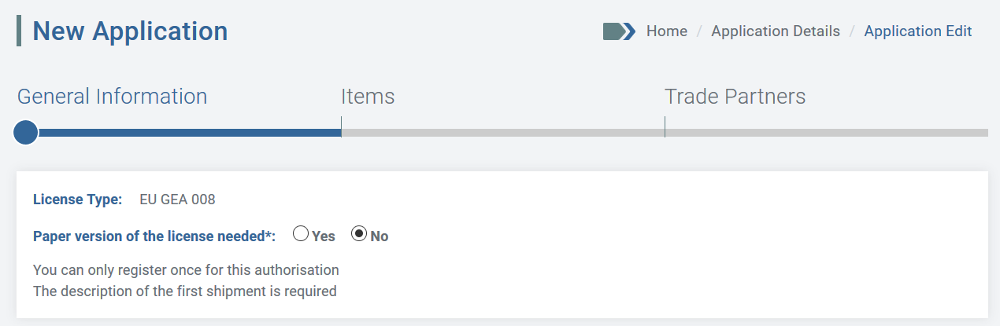 New Application
Home / Application Details / Application Edit
General Information
Items
Trade Partners
License Type: EU GEA 008
Paper version of the license needed*: Yes No
You can only register once for this authorisation
The description of the first shipment is required